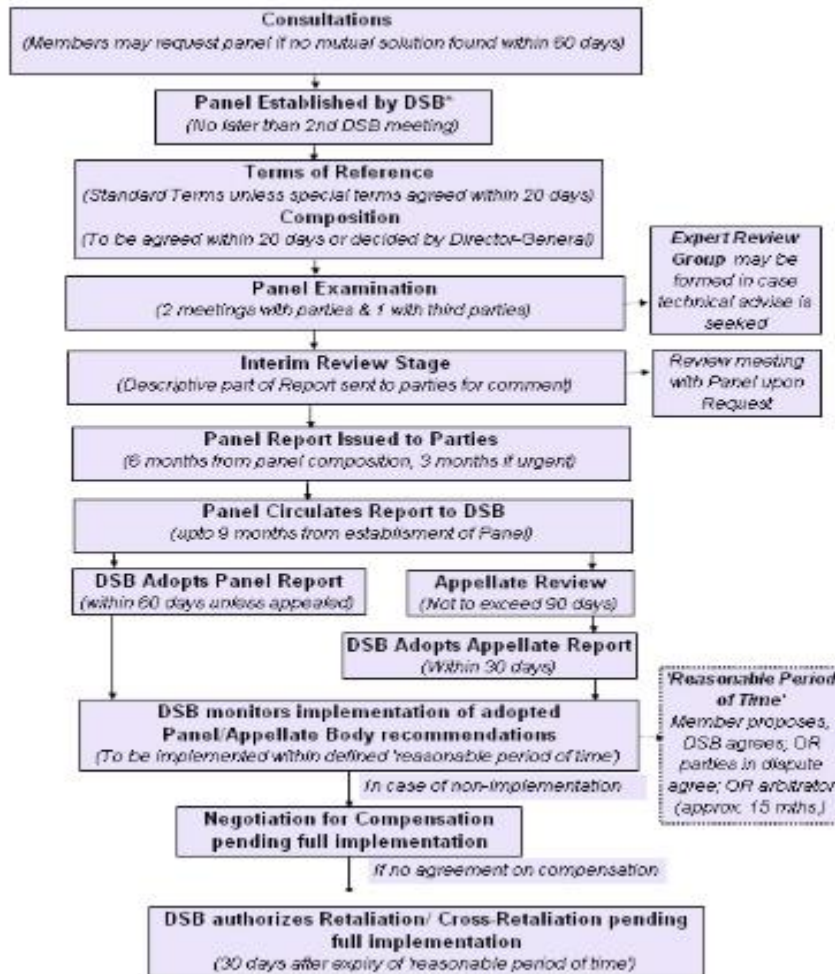 Consultations
(Members may request panel if no mutual solution found within 60 days)
Panel Established by DSB*
(No later than 2nd DSB meeting)
Terms of Reference
(Standard Terms unless special terms agreed within 20 days)
Composition
(To be agreed within 20 days or decided by Director-General)
Expert Review
Group may be
formed in case
technical advise is
seeked
Panel Examination
(2 meetings with parties & 1 with third parties)
Interim Review Stage
(Descriptive part of Report sent to parties for comment)
Review meeting
with Panel upon
Request
Panel Report Issued to Parties
(6 months from panel composition, 3 months if urgent)
Panel Circulates Report to DSB
(upto 9 months from establisment of Panel)
DSB Adopts Panel Report
(within 60 days unless appealed)
Appellate Review
(Not to exceed 90 days)
DSB Adopts Appellate Report
(Within 30 days)
'Reasonable Period
of Time'
Member proposes,
DSB agrees; OR
parties in dispute
agree; OR arbitrator
(approx. 15 mths,)
DSB monitors implementation of adopted
Panel/Appellate Body recommendations
(To be implemented within defined 'reasonable period of time')
In case of non-implementation
Negotiation for Compensation
pending full implementation
If no agreement on compensation
DSB authorizes Retaliation/ Cross-Retaliation pending
full implementation
(30 days after expiry of 'reasonable period of time')